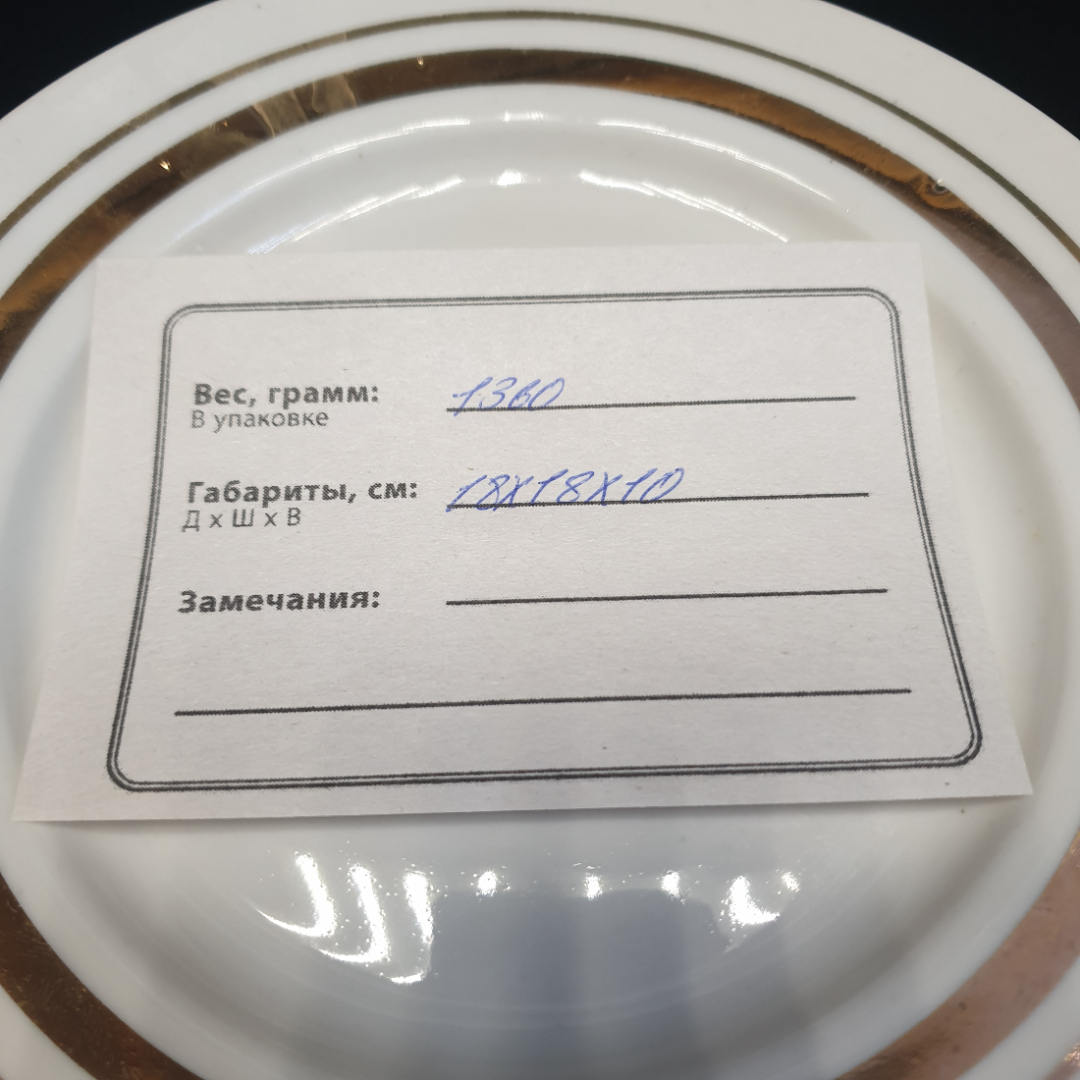 Вес, грамм: 1360
В упаковке
Габариты, см: 18x18x10
Д x Ш x В
Замечания: